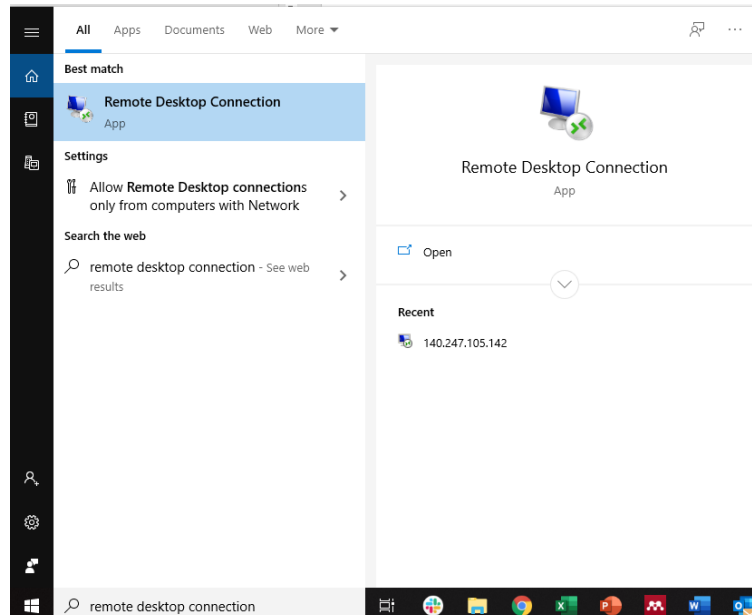 All Apps Documents Web More
Best match
Remote Desktop Connection
App
Settings
Allow Remote Desktop connections
only from computers with Network
Search the web
remote desktop connection - See web
results
Remote Desktop Connection
App
Open
Recent
140.247.105.142
remote desktop connection